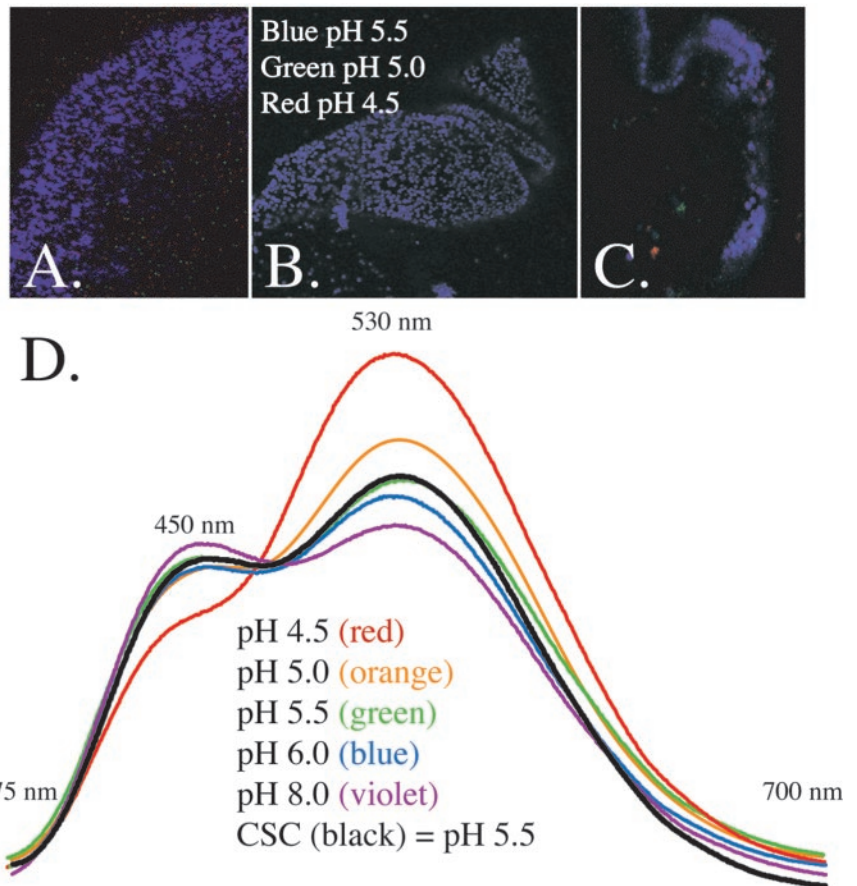 Blue pH 5.5
Green pH 5.0
Red pH 4.5
A.
B.
C.
D.
530 nm
450 nm
pH 4.5 (red)
pH 5.0 (orange)
pH 5.5 (green)
pH 6.0 (blue)
pH 8.0 (violet)
CSC (black) = pH 5.5
5 nm
700 nm